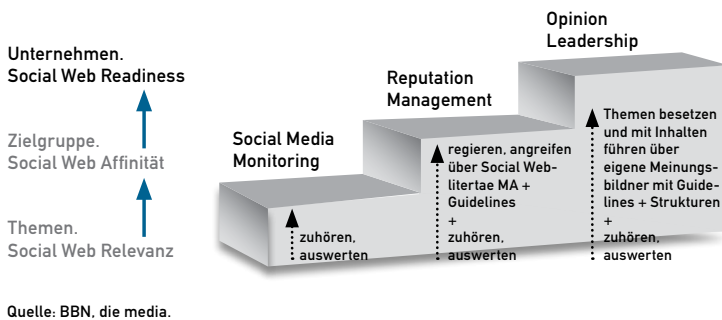 Unternehmen.
Social Web Readiness
Zielgruppe.
Social Web Affinität
Themen.
Social Web Relevanz
Social Media
Monitoring
zuhören,
auswerten
Reputation
Management
regieren, angreifen
über Social Web-
litertae MA +
Guidelines
+
zuhören,
auswerten
Opinion
Leadership
Themen besetzen
und mit Inhalten
führen über
eigene Meinungs-
bildner mit Guide-
lines + Strukturen
+
zuhören,
auswerten
Quelle: BBN, die media.